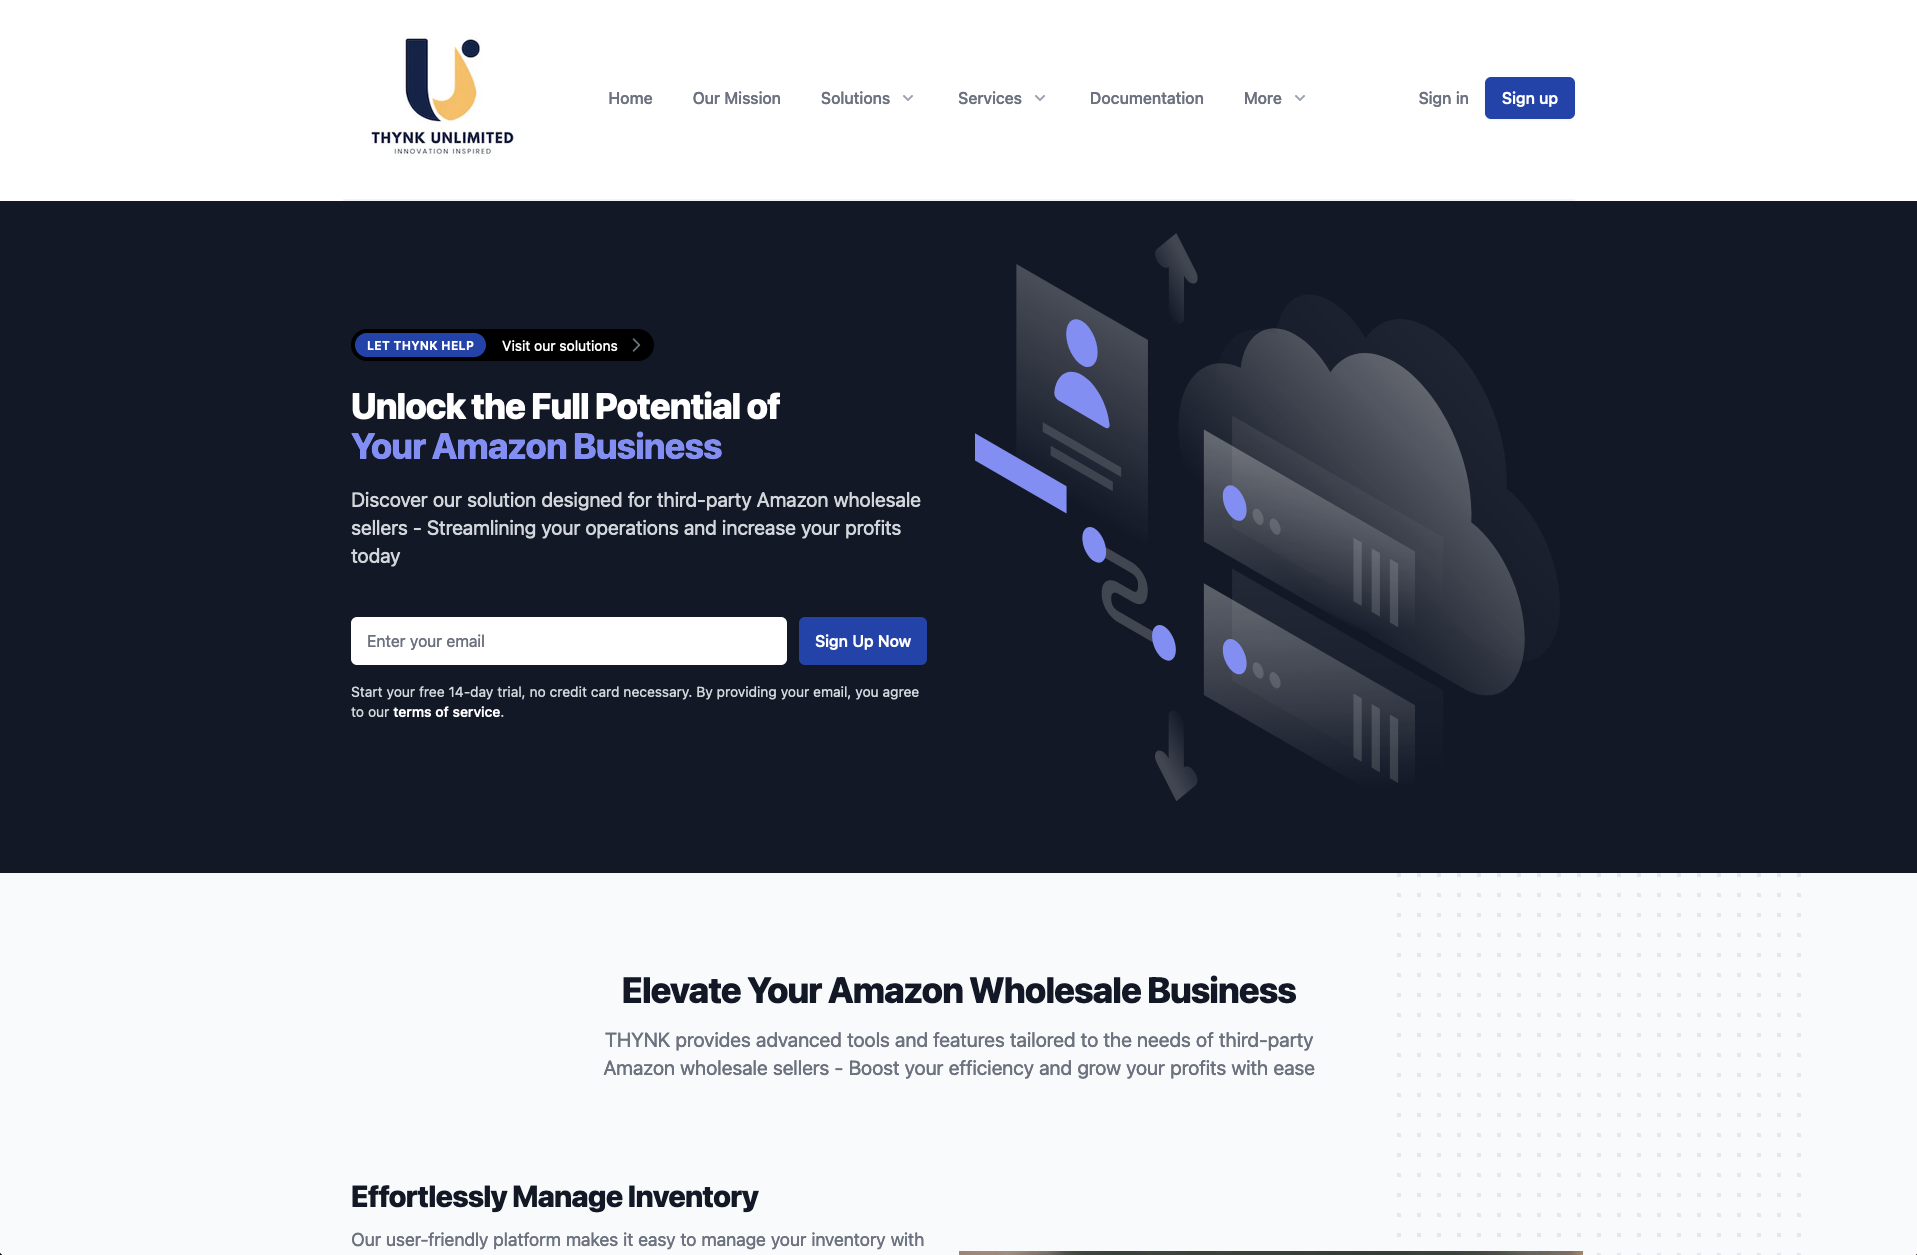 THYNK UNLIMITED
INNOVATION INSPIRED
Home
Our Mission
Solutions
Services
Documentation
More
Sign in
Sign up
LET THYNK HELP
Visit our solutions
Unlock the Full Potential of
Your Amazon Business
Discover our solution designed for third-party Amazon wholesale
sellers - Streamlining your operations and increase your profits
today
Enter your email
Sign Up Now
Start your free 14-day trial, no credit card necessary. By providing your email, you agree
to our terms of service.
Elevate Your Amazon Wholesale Business
THYNK provides advanced tools and features tailored to the needs of third-party
Amazon wholesale sellers - Boost your efficiency and grow your profits with ease
Effortlessly Manage Inventory
Our user-friendly platform makes it easy to manage your inventory with